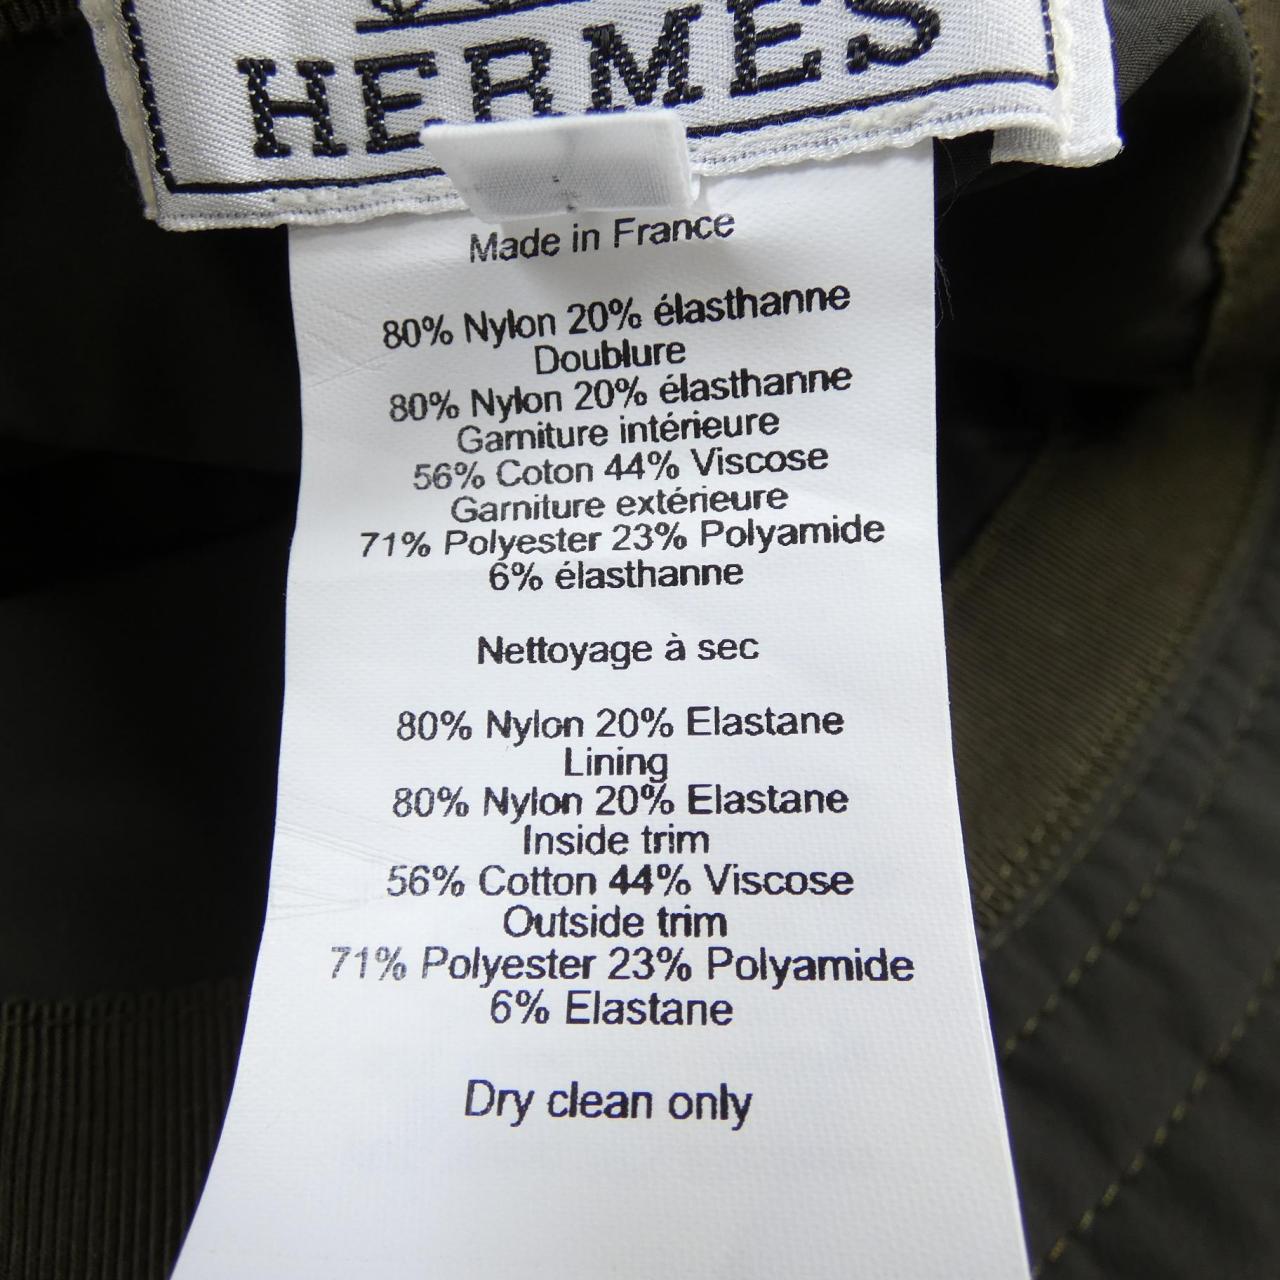 HERMES
Made in France
80% Nylon 20% élasthanne
Doublure
80% Nylon 20% élasthanne
Garniture intérieure
56% Coton 44% Viscose
Garniture extérieure
71% Polyester 23% Polyamide
6% élasthanne
Nettoyage à sec
80% Nylon 20% Elastane
Lining
80% Nylon 20% Elastane
Inside trim
56% Cotton 44% Viscose
Outside trim
71% Polyester 23% Polyamide
6% Elastane
Dry clean only